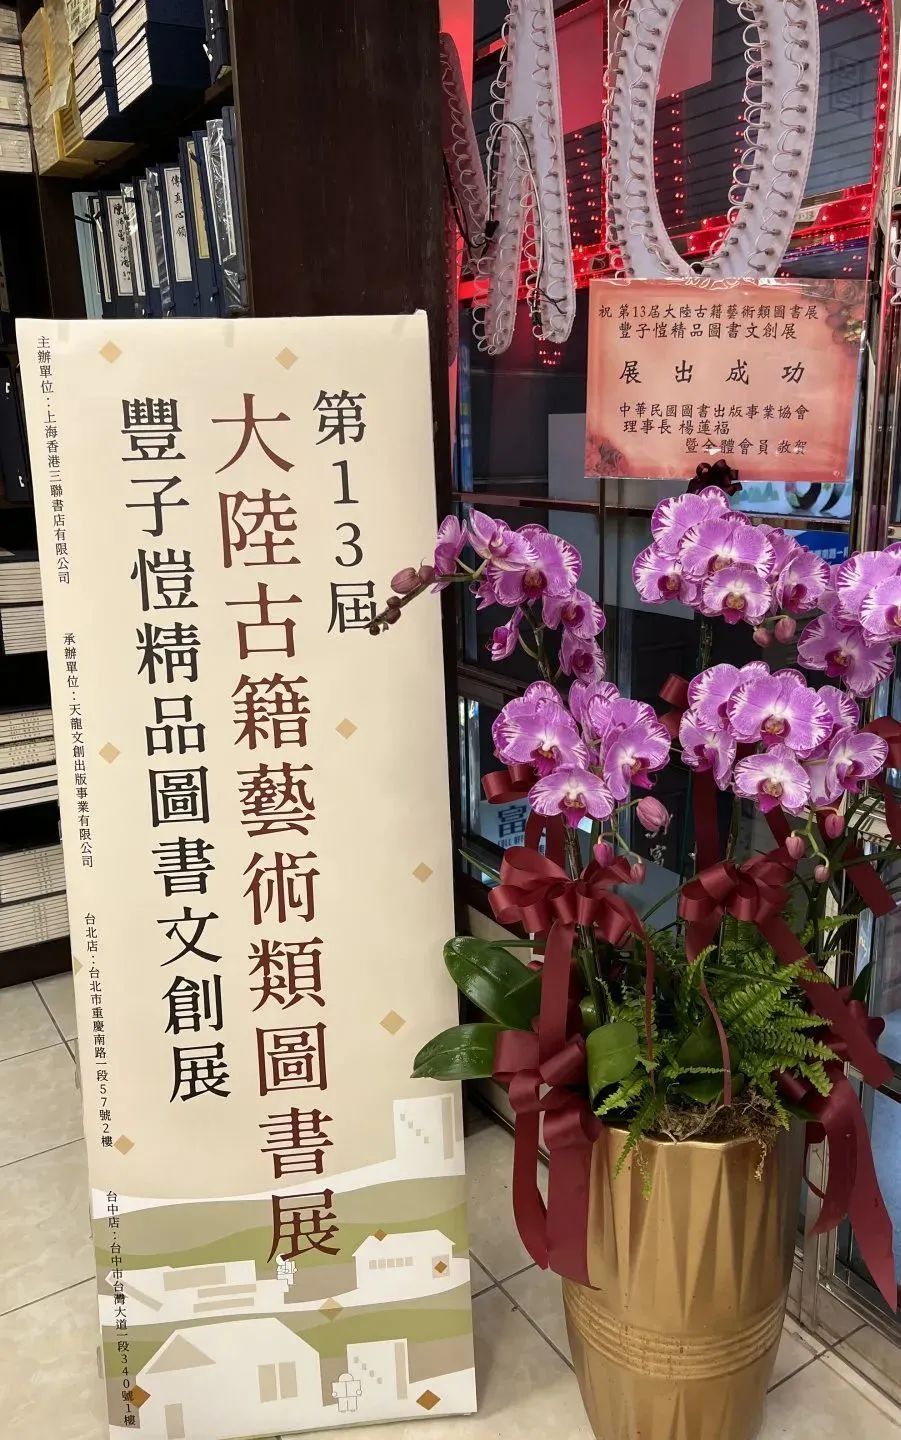 第13屆
大陸古籍藝術類圖書展
豐子愷精品圖書文創展
主辦單位：上海香港三聯書店有限公司
承辦單位：天龍文創出版事業有限公司
台北店：台北市重慶南路一段57號2樓
台中店：台中市台灣大道一段340號1樓
祝 第13屆大陸古籍藝術類圖書展
豐子愷精品圖書文創展
展出成功
中華民國圖書出版事業協會
理事長 楊蓮福
暨全體會員 敬賀
傳真心領
富